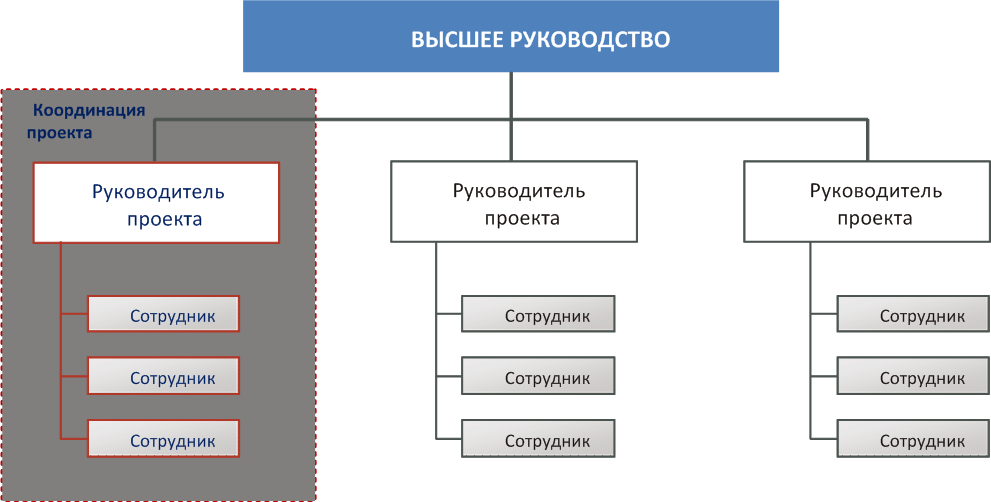 ВЫСШЕЕ РУКОВОДСТВО
Координация
проекта
Руководитель
проекта
Сотрудник
Сотрудник
Сотрудник
Руководитель
проекта
Сотрудник
Сотрудник
Сотрудник
Руководитель
проекта
Сотрудник
Сотрудник
Сотрудник